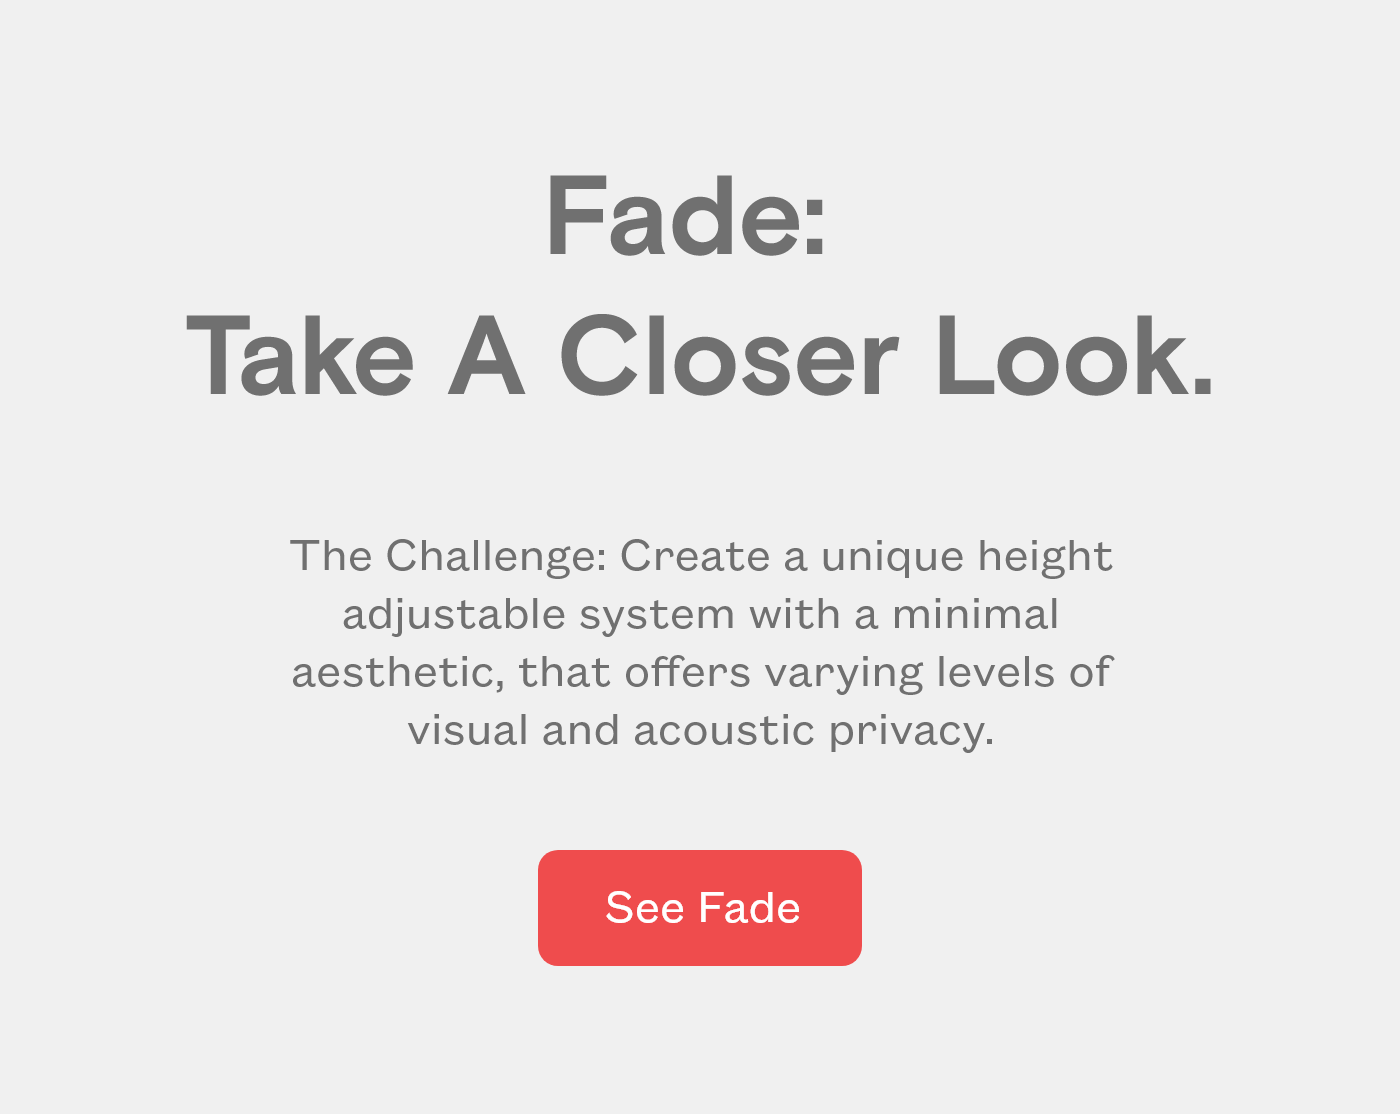 Fade:
Take A Closer Look.
The Challenge: Create a unique height
adjustable system with a minimal
aesthetic, that offers varying levels of
visual and acoustic privacy.
See Fade